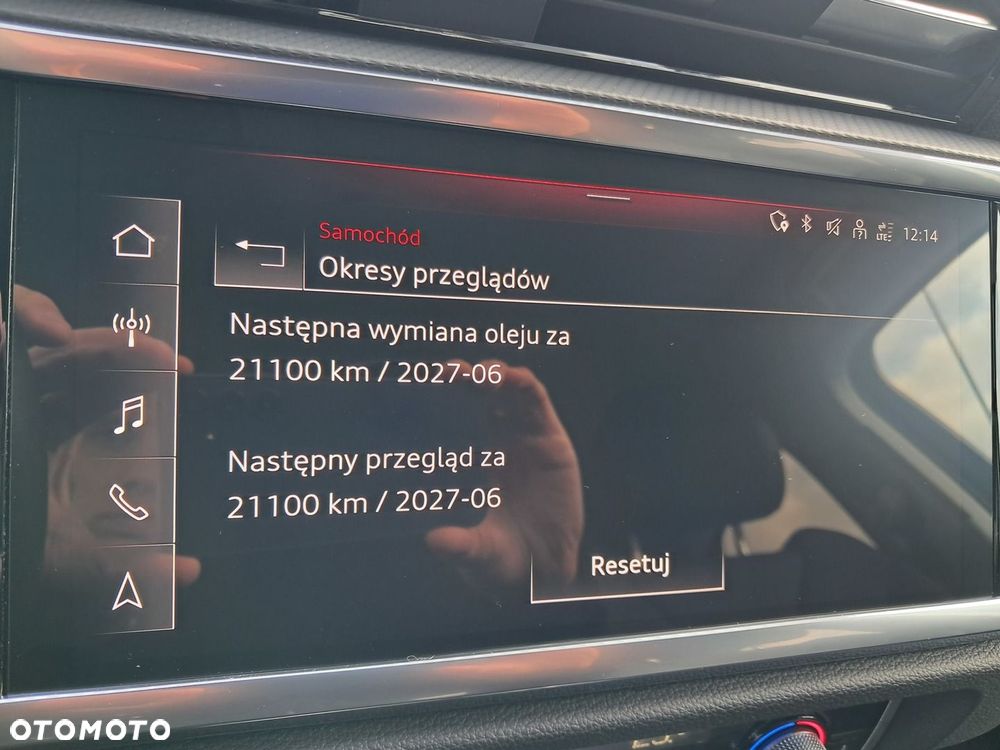 Samochód
Okresy przeglądów
LTE
12:14
Następna wymiana oleju za
21100 km / 2027-06
Następny przegląd za
21100 km / 2027-06
Resetuj
OTOMOTO